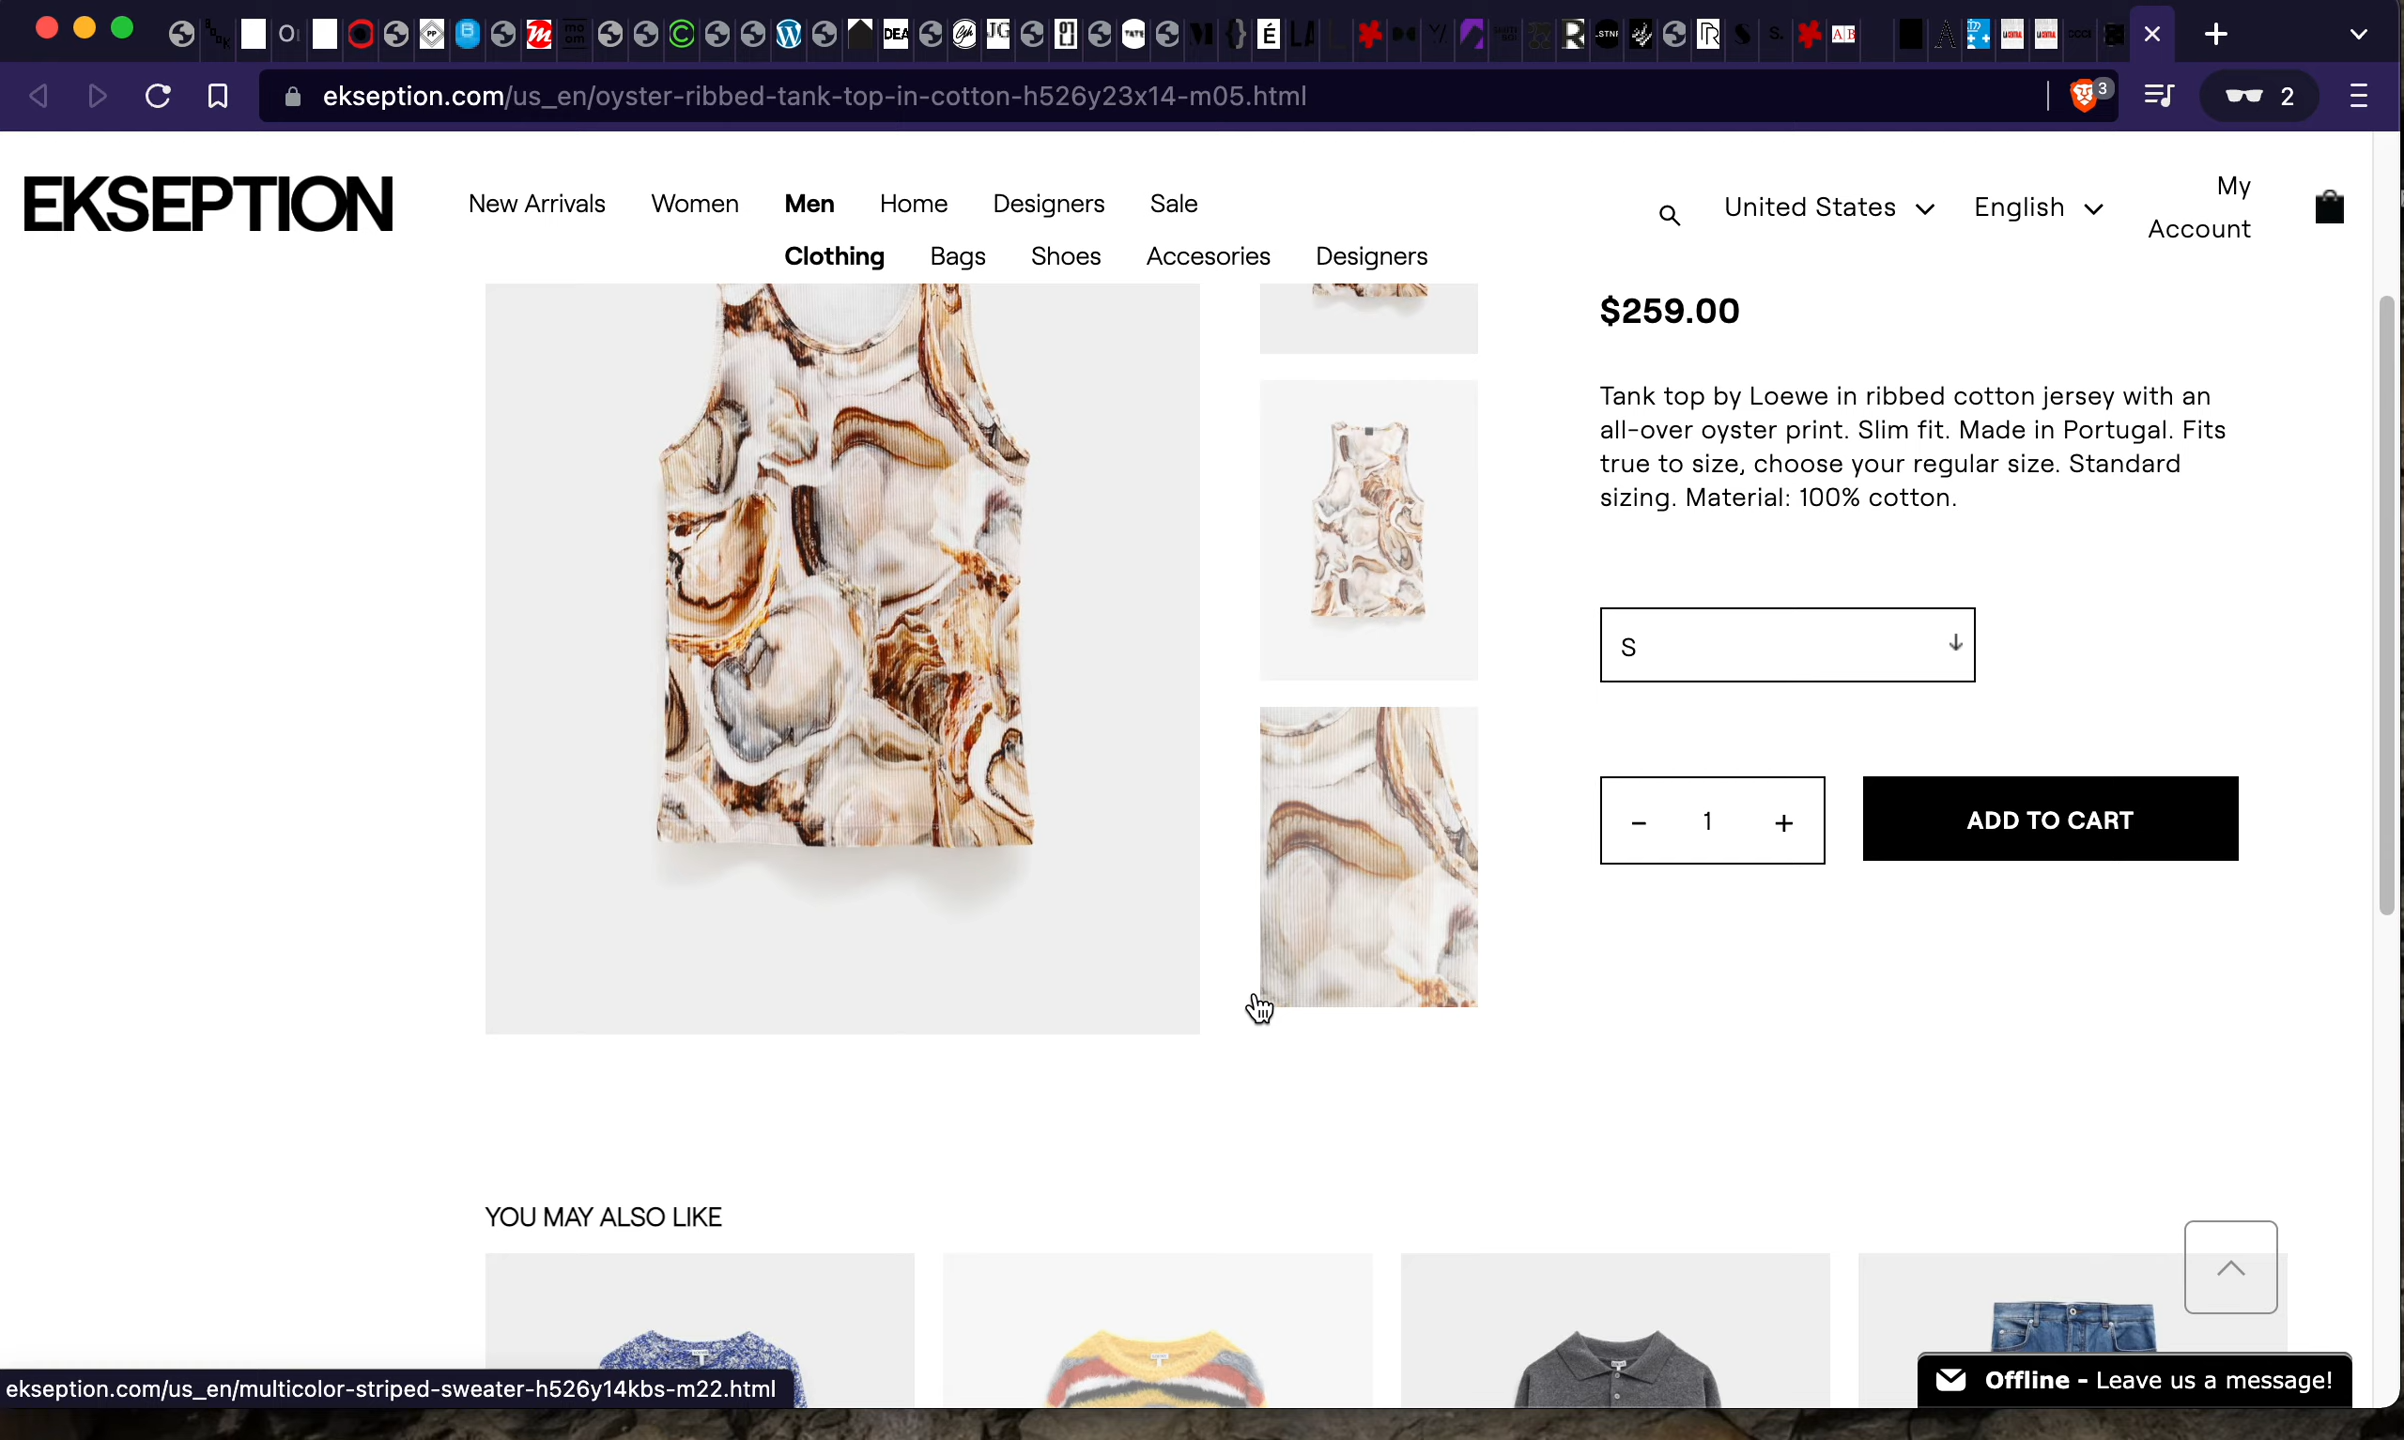 ekseption.com/us_en/oyster-ribbed-tank-top-in-cotton-h526y23x14-m05.html
3
2
EKSEPTION
New Arrivals Women Men Home Designers Sale
Clothing Bags Shoes Accesories Designers
United States English
My
Account
$259.00
Tank top by Loewe in ribbed cotton jersey with an
all-over oyster print. Slim fit. Made in Portugal. Fits
true to size, choose your regular size. Standard
sizing. Material: 100% cotton.
S
- 1 +
ADD TO CART
YOU MAY ALSO LIKE
ekseption.com/us_en/multicolor-striped-sweater-h526y14kbs-m22.html
Offline - Leave us a message!